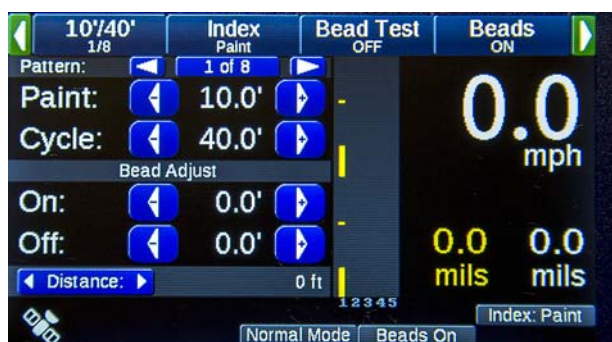 10'/40' Index Bead Test Beads
1/8 Paint OFF ON
Pattern: 1 of 8
Paint: - 10.0' +
Cycle: - 40.0' +
Bead Adjust
On: - 0.0' +
Off: - 0.0' +
Distance: 0 ft
12345
0.0
mph
0.0 0.0
mils mils
Index: Paint
Normal Mode Beads On